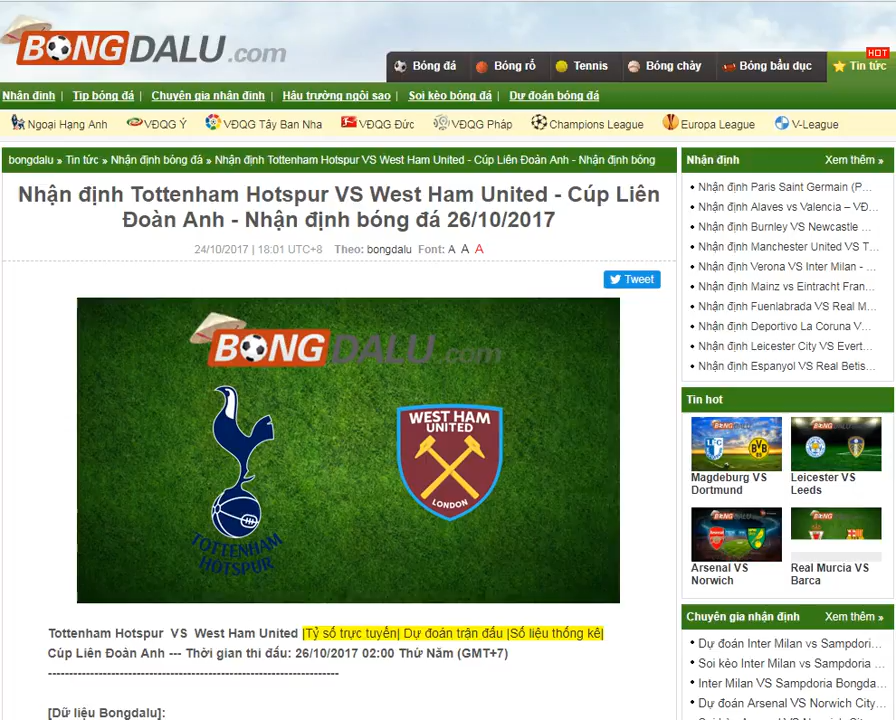 BONGDALU.com
HOT
Bóng đá
Bóng rổ
Tennis
Bóng chày
Bóng bầu dục
Tin tức
Nhận định | Tip bóng đá | Chuyên gia nhận định | Hậu trường ngôi sao | Soi kèo bóng đá | Dự đoán bóng đá
Ngoại Hạng Anh
VĐQG Ý
VĐQG Tây Ban Nha
VĐQG Đức
VĐQG Pháp
Champions League
Europa League
V-League
bongdalu » Tin tức » Nhận định bóng đá » Nhận định Tottenham Hotspur VS West Ham United - Cúp Liên Đoàn Anh - Nhận định bóng
Nhận định Tottenham Hotspur VS West Ham United - Cúp Liên
Đoàn Anh - Nhận định bóng đá 26/10/2017
24/10/2017 | 18:01 UTC+8 Theo: bongdalu Font: A A A
Tweet
BONGDALU.com
WEST HAM
UNITED
LONDON
TOTTENHAM
HOTSPUR
Tottenham Hotspur VS West Ham United |Tỷ số trực tuyến| Dự đoán trận đấu |Số liệu thống kê|
Cúp Liên Đoàn Anh --- Thời gian thi đấu: 26/10/2017 02:00 Thứ Năm (GMT+7)
---------------------------------------------------------------------
[Dữ liệu Bongdalu]:
Nhận định Xem thêm »
Nhận định Paris Saint Germain (P...
Nhận định Alaves vs Valencia – VĐ...
Nhận định Burnley VS Newcastle ...
Nhận định Manchester United VS T...
Nhận định Verona VS Inter Milan - ...
Nhận định Mainz vs Eintracht Fran...
Nhận định Fuenlabrada VS Real M...
Nhận định Deportivo La Coruna V...
Nhận định Leicester City VS Evert...
Nhận định Espanyol VS Real Betis...
Tin hot
Magdeburg VS
Dortmund
Leicester VS
Leeds
Arsenal VS
Norwich
Real Murcia VS
Barca
Chuyên gia nhận định Xem thêm »
Dự đoán Inter Milan vs Sampdori...
Soi kèo Inter Milan vs Sampdoria ...
Inter Milan VS Sampdoria Bongda...
Dự đoán Arsenal VS Norwich City...